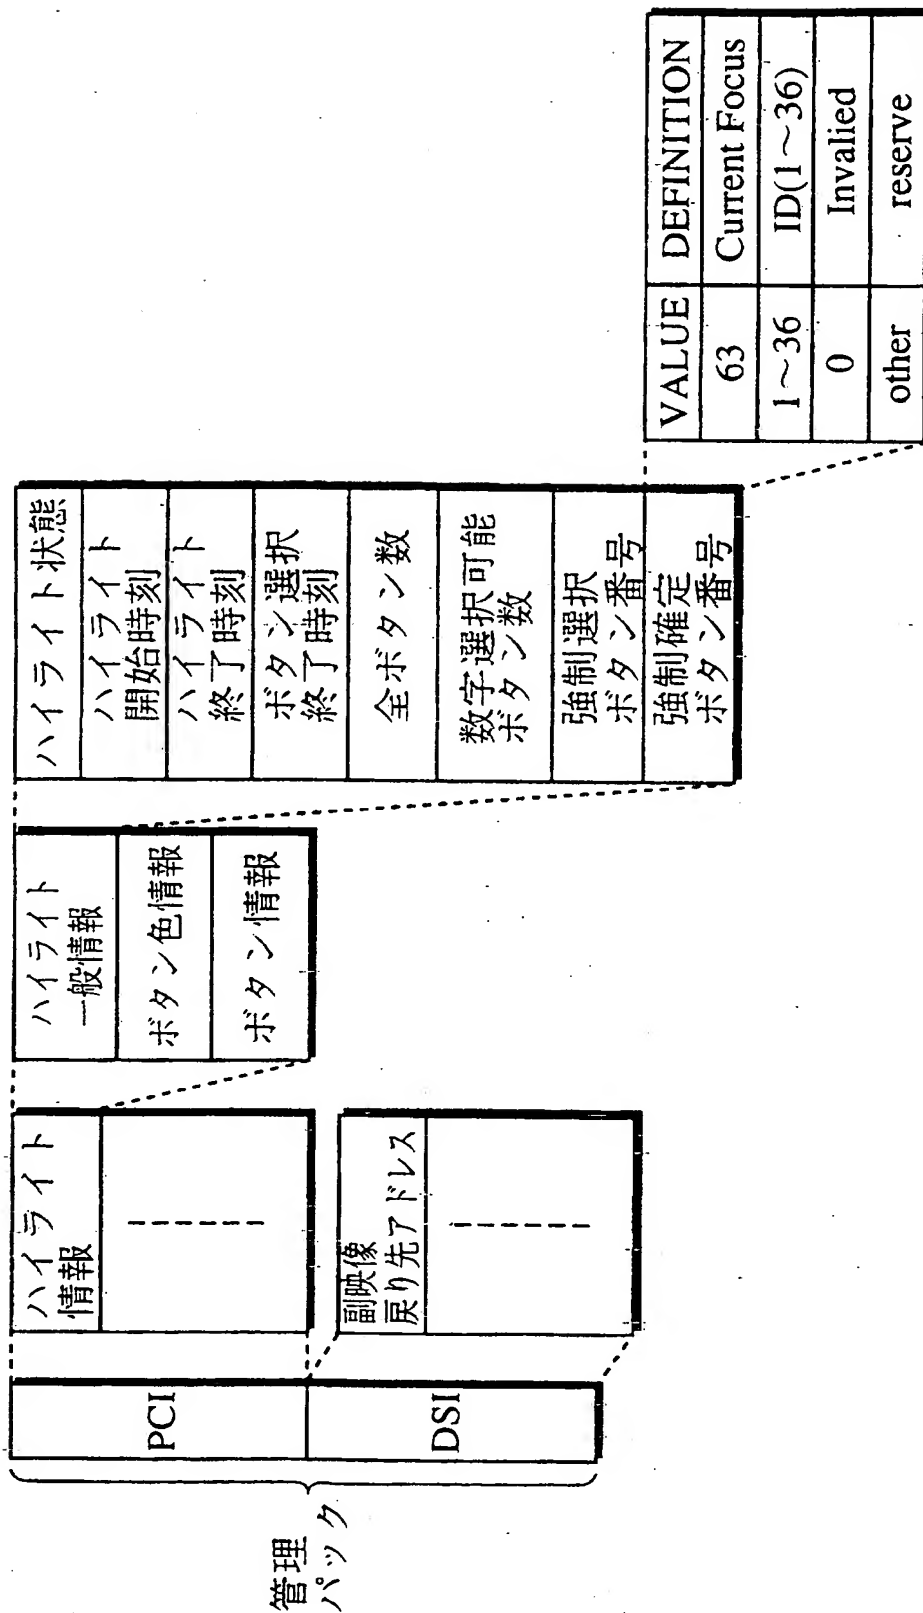 管理
パック
PCI
DSI
ハイライト
情報
副映像
戻り先アドレス
ハイライト
一般情報
ボタン色情報
ボタン情報
ハイライト状態
ハイライト
開始時刻
ハイライト
終了時刻
ボタン選択
終了時刻
全ボタン数
数字選択可能
ボタン数
強制選択
ボタン番号
強制確定
ボタン番号
VALUE DEFINITION
63 Current Focus
1～36 ID(1～36)
0 Invalied
other reserve